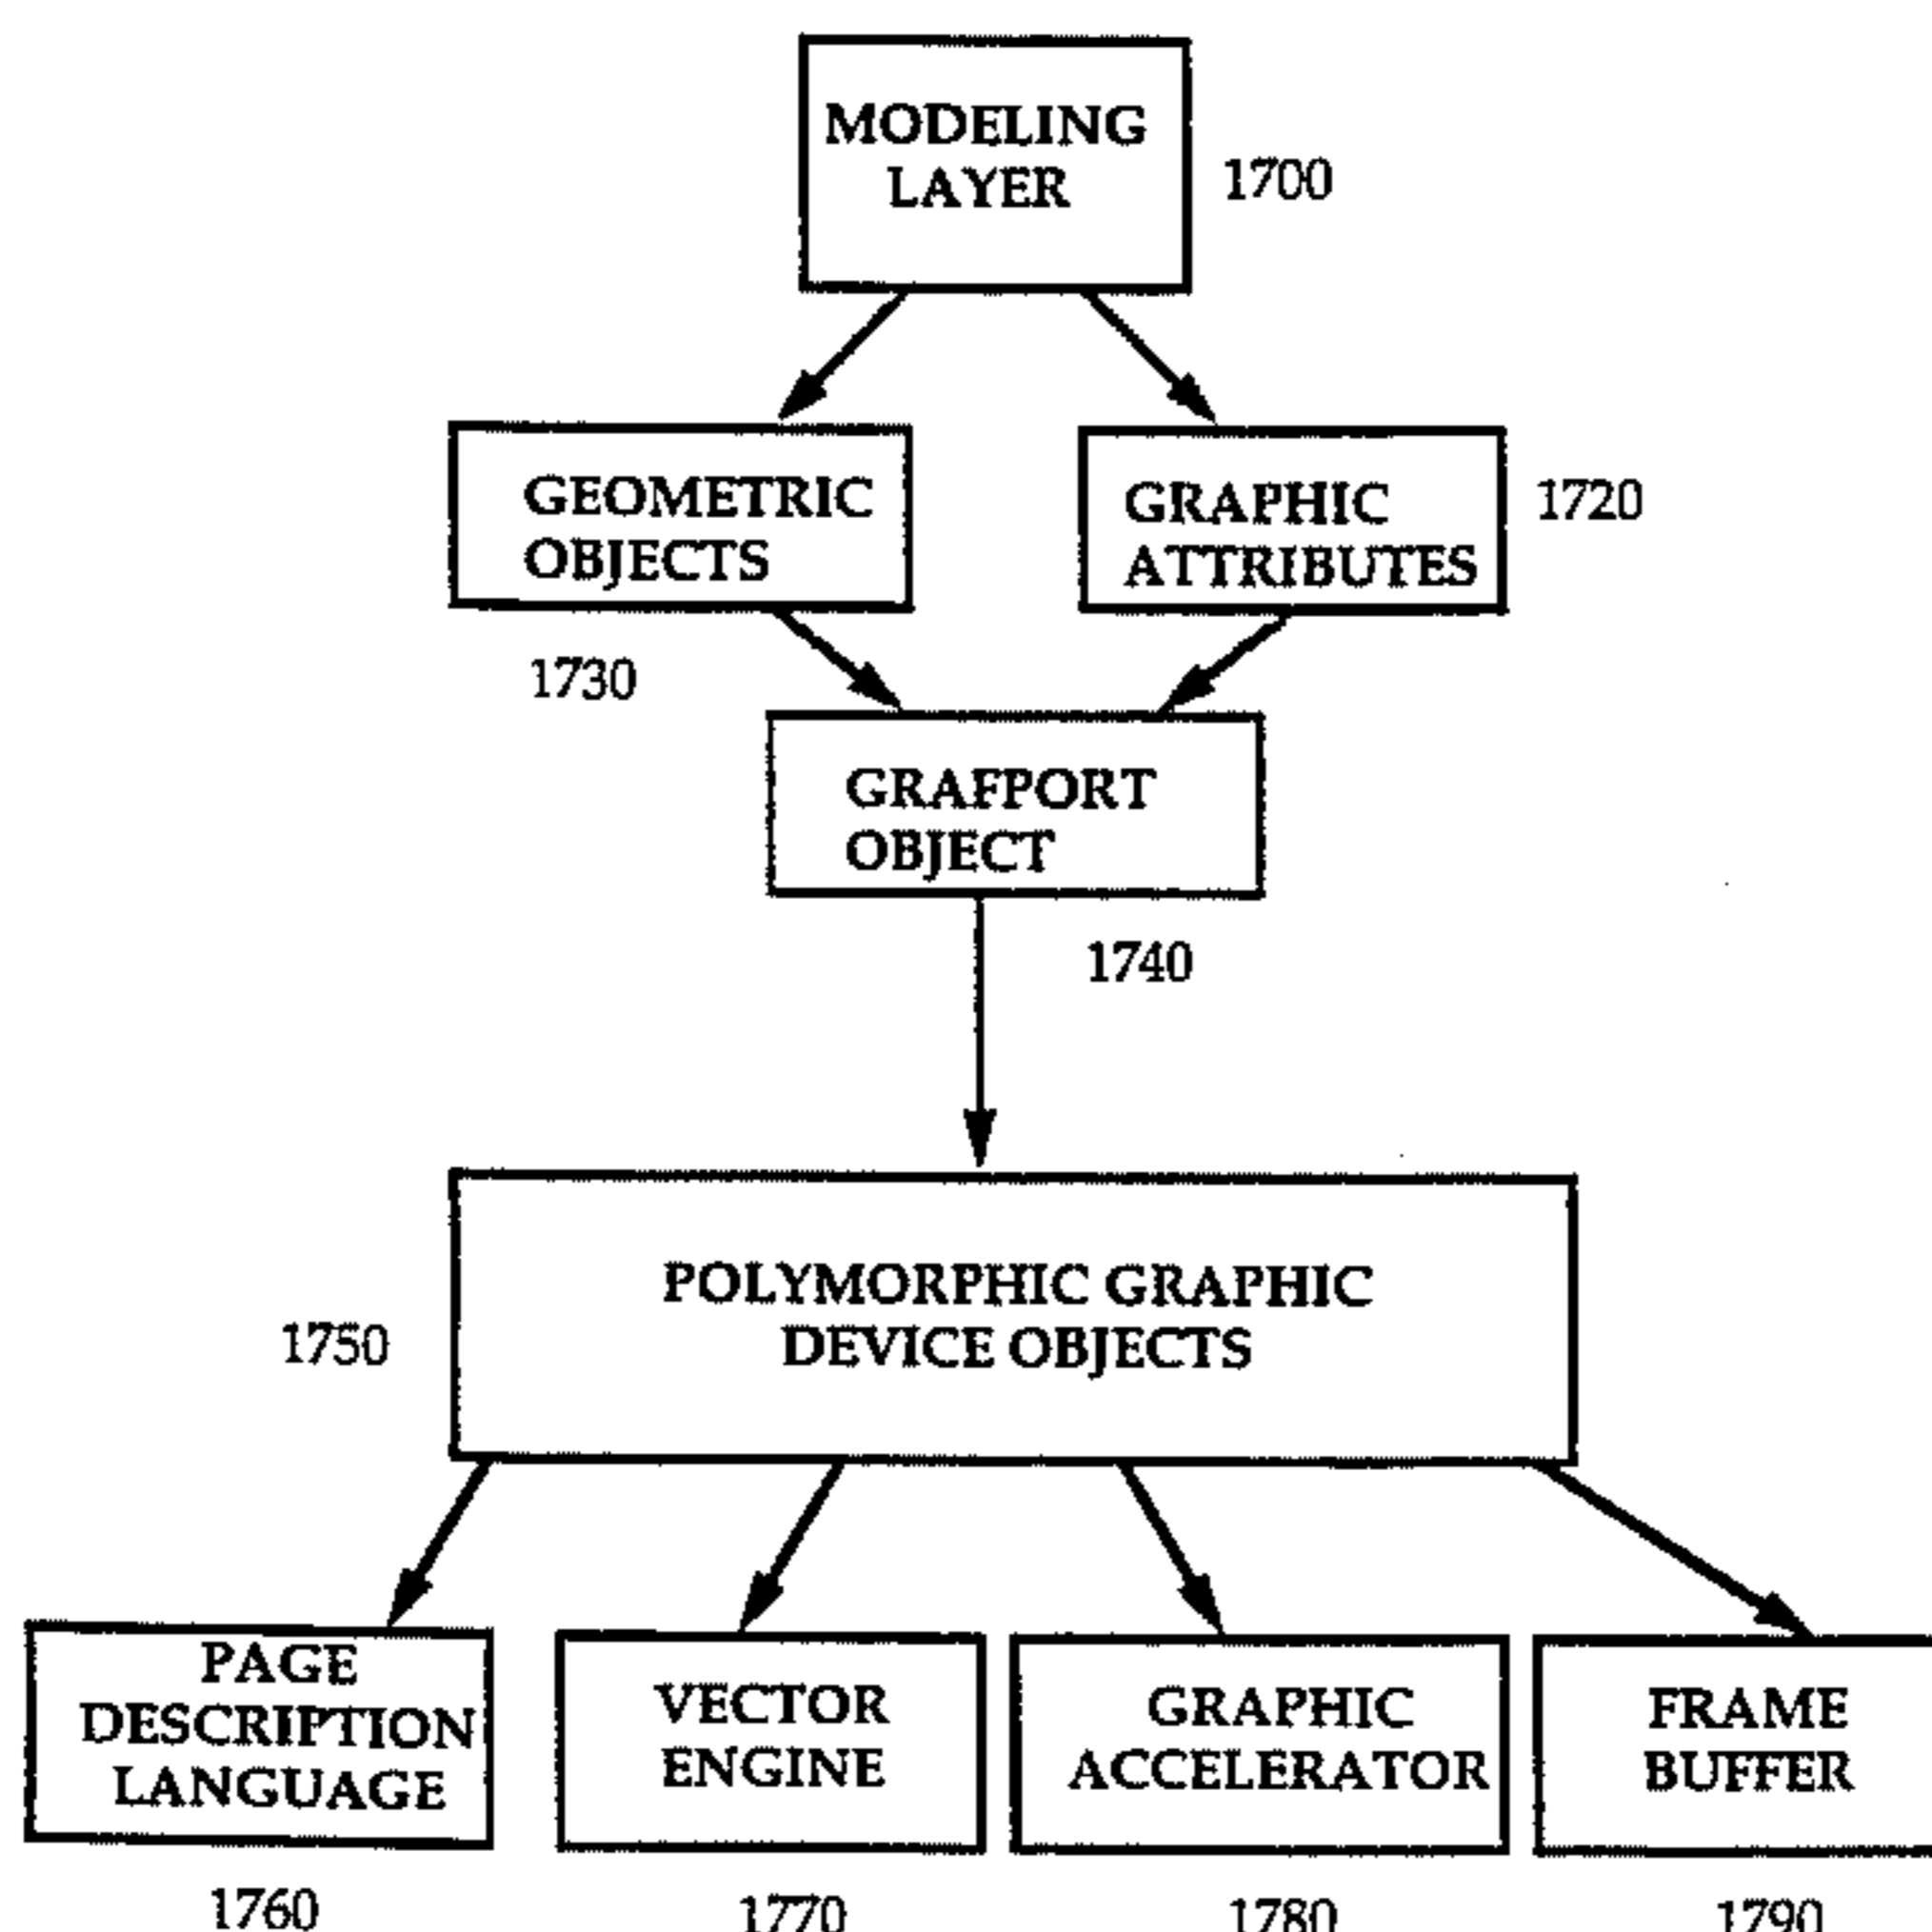 MODELING
LAYER
1700
GEOMETRIC
OBJECTS
GRAPHIC
ATTRIBUTES
1720
1730
GRAFPORT
OBJECT
1740
POLYMORPHIC GRAPHIC
DEVICE OBJECTS
1750
PAGE
DESCRIPTION
LANGUAGE
VECTOR
ENGINE
GRAPHIC
ACCELERATOR
FRAME
BUFFER
1760
1770
1780
1790